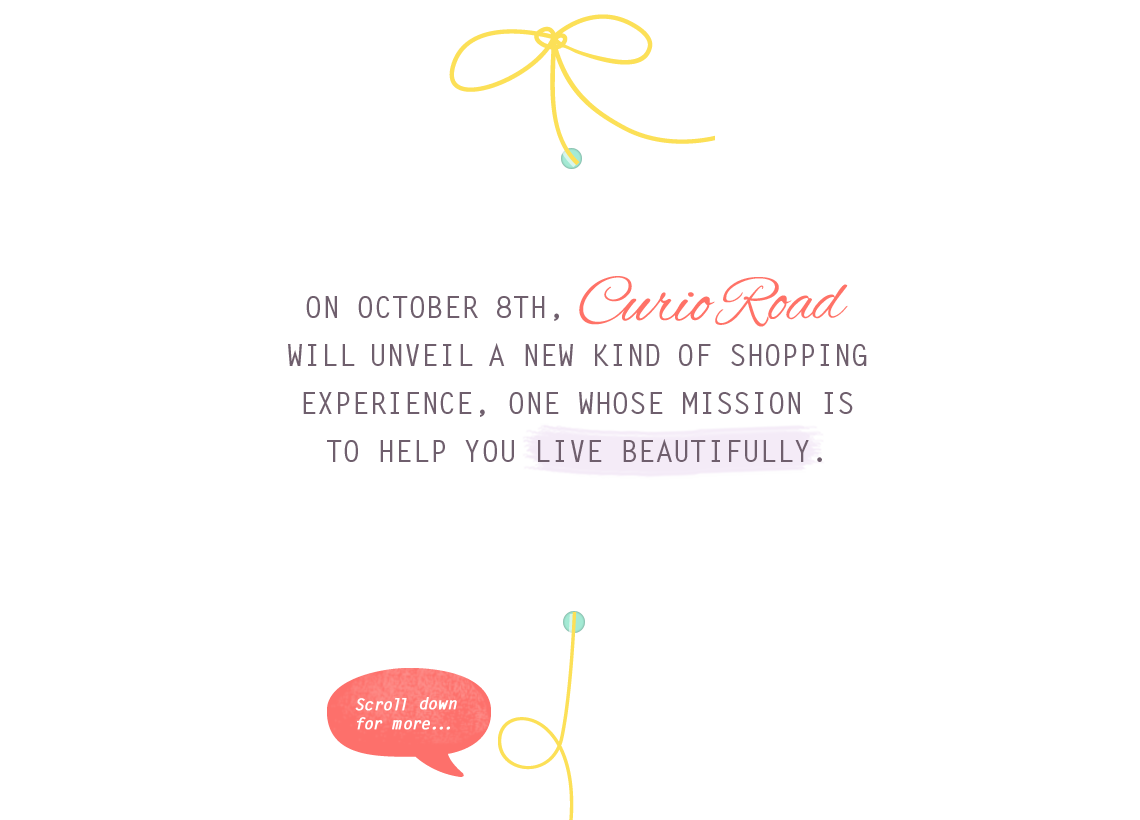 ON OCTOBER 8TH, Curio Road
WILL UNVEIL A NEW KIND OF SHOPPING
EXPERIENCE, ONE WHOSE MISSION IS
TO HELP YOU LIVE BEAUTIFULLY.
Scroll down
for more...